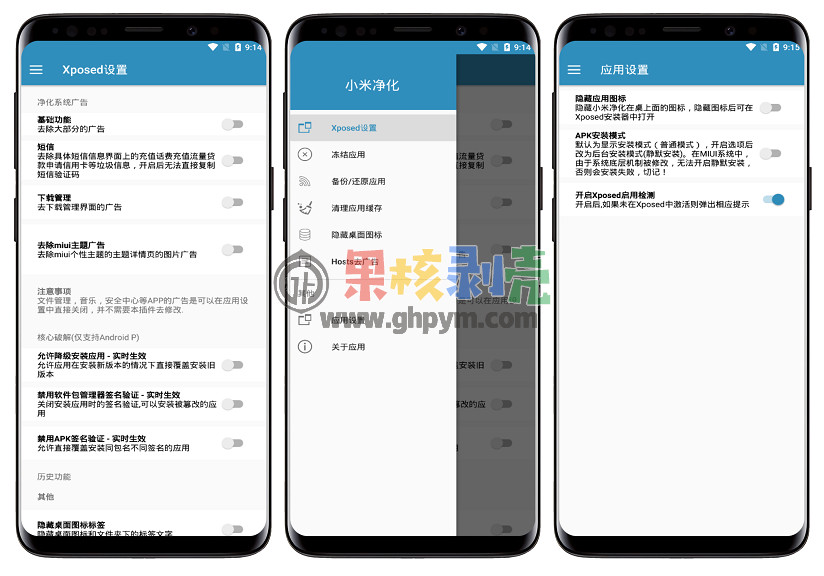 9:14
Xposed设置
净化系统广告
基础功能
去除大部分的广告
短信
去除具体短信信息界面上的充值话费充值流量贷
款申请信用卡等垃圾信息，开启后无法直接复制
短信验证码
下载管理
去下载管理界面的广告
去除miui主题广告
去除miui个性主题的主题详情页的图片广告
注意事项
文件管理，音乐，安全中心等APP的广告是可以在应用设
置中直接关闭，并不需要本插件去修改.
核心破解(仅支持Android P)
允许降级安装应用 - 实时生效
允许应用在安装新版本的情况下直接覆盖安装旧
版本
禁用软件包管理器签名验证 - 实时生效
关闭安装应用时的签名验证,可以安装被篡改的应
用
禁用APK签名验证 - 实时生效
允许直接覆盖安装同包名不同签名的应用
历史功能
其他
隐藏桌面图标标签
隐藏桌面图标和文件夹下的标签文字
9:14
小米净化
Xposed设置
冻结应用
备份/还原应用
清理应用缓存
隐藏桌面图标
Hosts去广告
其他
应用设置
关于应用
值流量贷
直接复制
在应用设
安装旧
篡改的应
9:15
应用设置
隐藏应用图标
隐藏小米净化在桌上面的图标，隐藏图标后可在
Xposed安装器中打开
APK安装模式
默认为显示安装模式（普通模式），开启选项后
改为后台安装模式(静默安装)。在MIUI系统中，
由于系统底层机制被修改，无法开启静默安装，
否则会安装失败，切记！
开启Xposed启用检测
开启后,如果未在Xposed中激活则弹出相应提示
果核剥壳
www.ghpym.com